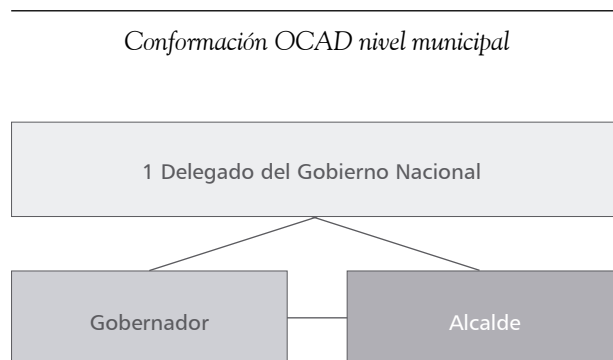 Conformación OCAD nivel municipal
1 Delegado del Gobierno Nacional
Gobernador
Alcalde